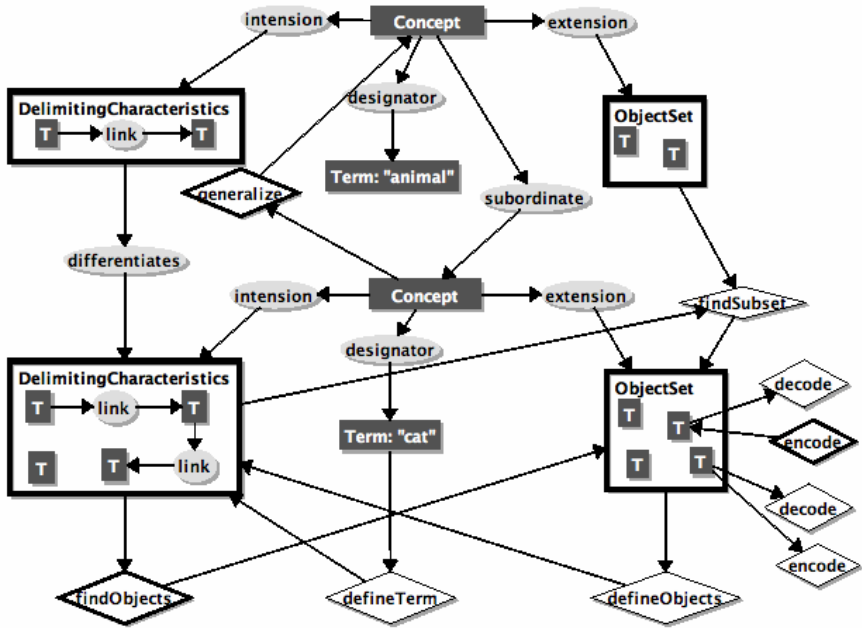 intension
Concept
extension
DelimitingCharacteristics
T
link
T
designator
ObjectSet
T
T
generalize
Term: "animal"
subordinate
differentiates
intension
Concept
extension
findSubset
designator
DelimitingCharacteristics
T
link
T
T
T
link
Term: "cat"
ObjectSet
T
T
T
T
decode
encode
decode
encode
findObjects
defineTerm
defineObjects